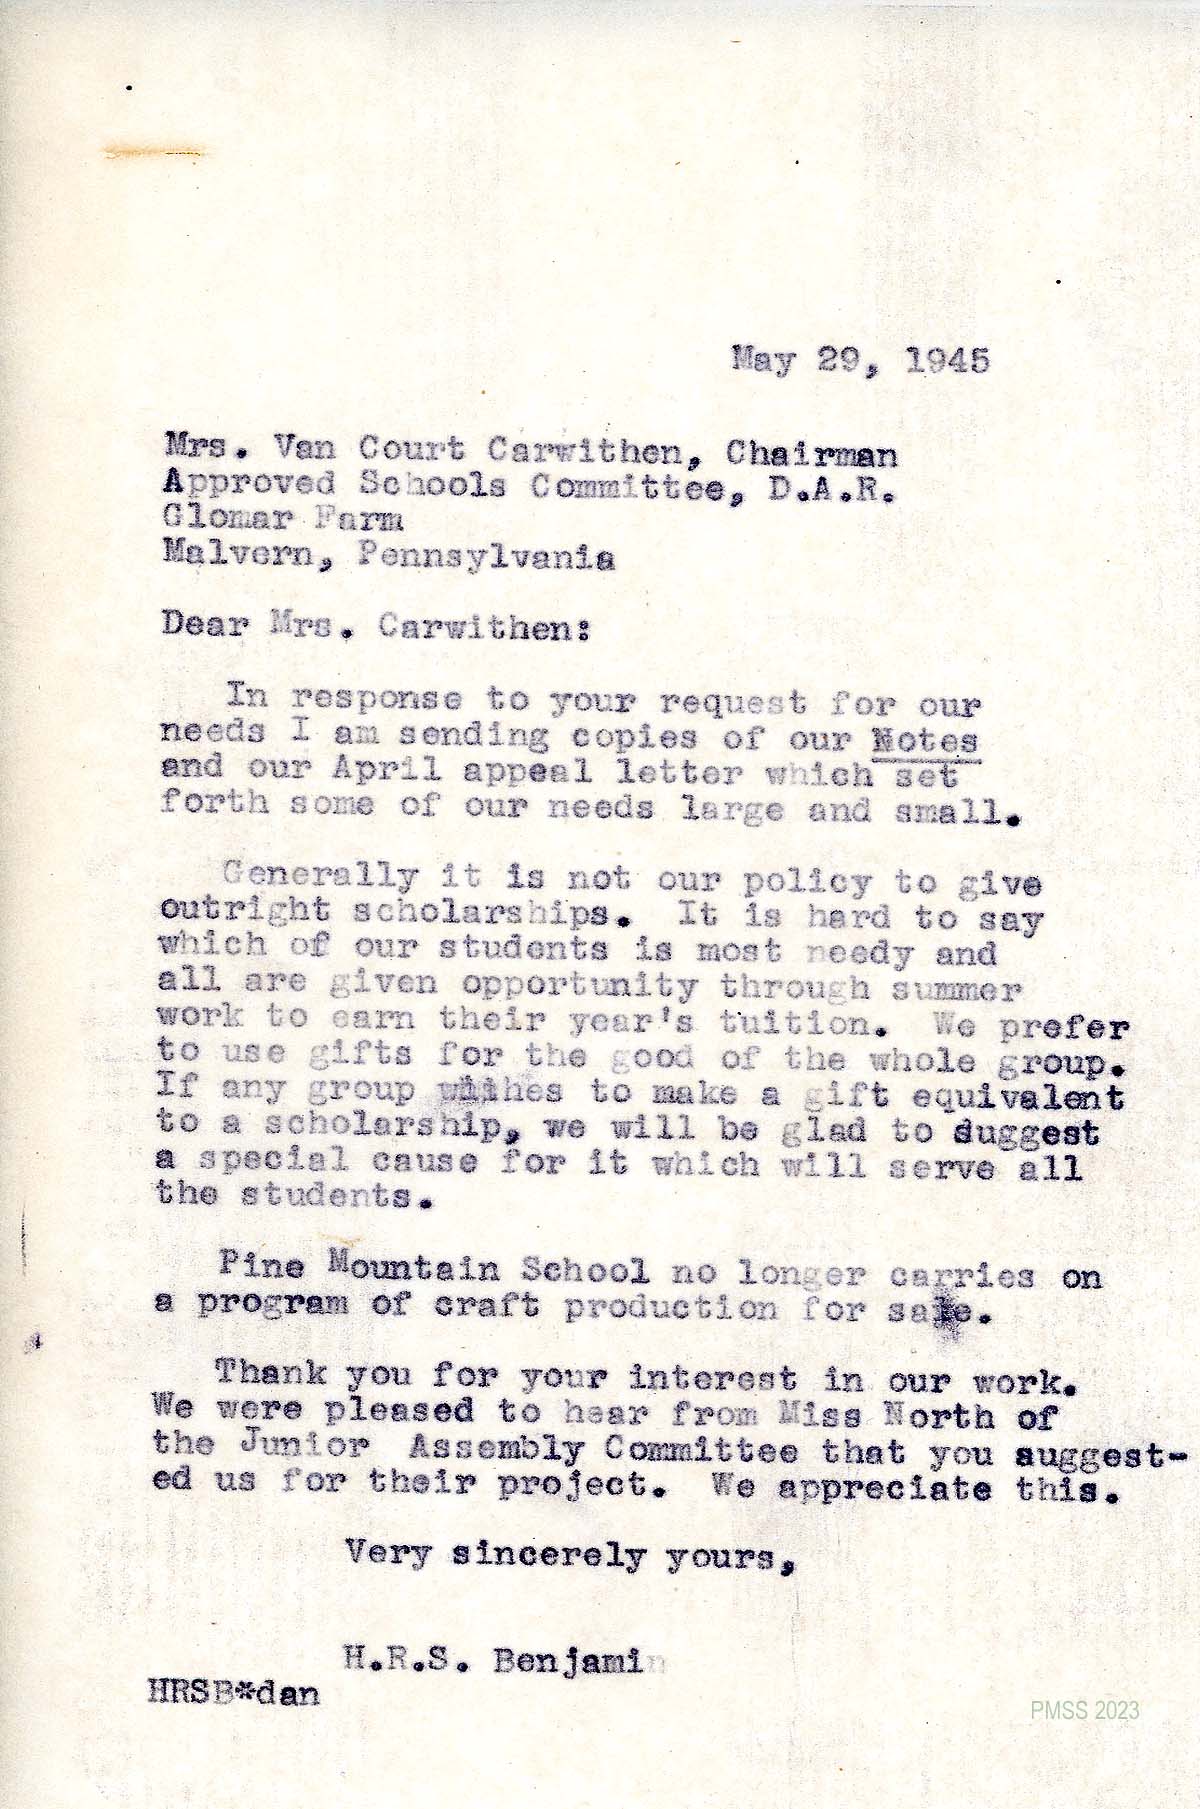 May 29, 1945
Mrs. Van Court Carwithen, Chairman
Approved Schools Committee, D.A.R.
Glomar Farm
Malvern, Pennsylvania
Dear Mrs. Carwithen:
In response to your request for our
needs I am sending copies of our Notes
and our April appeal letter which set
forth some of our needs large and small.
Generally it is not our policy to give
outright scholarships. It is hard to say
which of our students is most needy and
all are given opportunity through summer
work to earn their year's tuition. We prefer
to use gifts for the good of the whole group.
If any group to make a gift equivalent
to a scholarship, we will be glad to suggest
a special cause for it which will serve all
the students.
Pine Mountain School no longer carries on
a program of craft production for sale.
Thank you for your interest in our work.
We were pleased to hear from Miss North of
the Junior Assembly Committee that you suggest-
ed us for their project. We appreciate this.
Very sincerely yours,
H.R.S. Benjamin
HRSB*dan
PMSS 2023